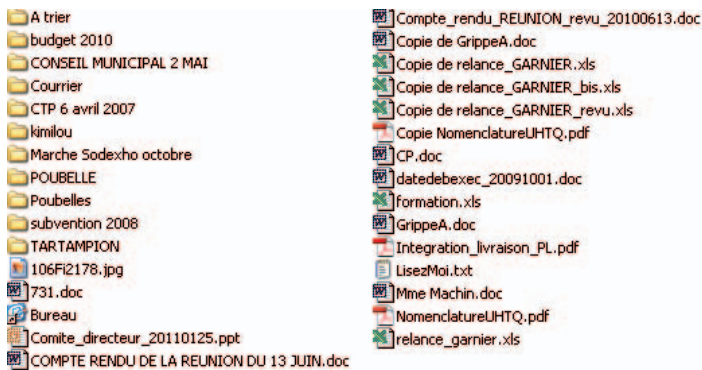 A trier
budget 2010
CONSEIL MUNICIPAL 2 MAI
Courrier
CTP 6 avril 2007
kimilou
Marche Sodexho octobre
POUBELLE
Poubelles
subvention 2008
TARTAMPION
106Fi2178.jpg
731.doc
Bureau
Comite_directeur_20110125.ppt
COMPTE RENDU DE LA REUNION DU 13 JUIN.doc
Compte_rendu_REUNION_revu_20100613.doc
Copie de GrippeA.doc
Copie de relance_GARNIER.xls
Copie de relance_GARNIER_bis.xls
Copie de relance_GARNIER_revu.xls
Copie NomenclatureUHTQ.pdf
CP.doc
datedebexec_20091001.doc
formation.xls
GrippeA.doc
Integration_livraison_PL.pdf
LisezMoi.txt
Mme Machin.doc
NomenclatureUHTQ.pdf
relance_garnier.xls